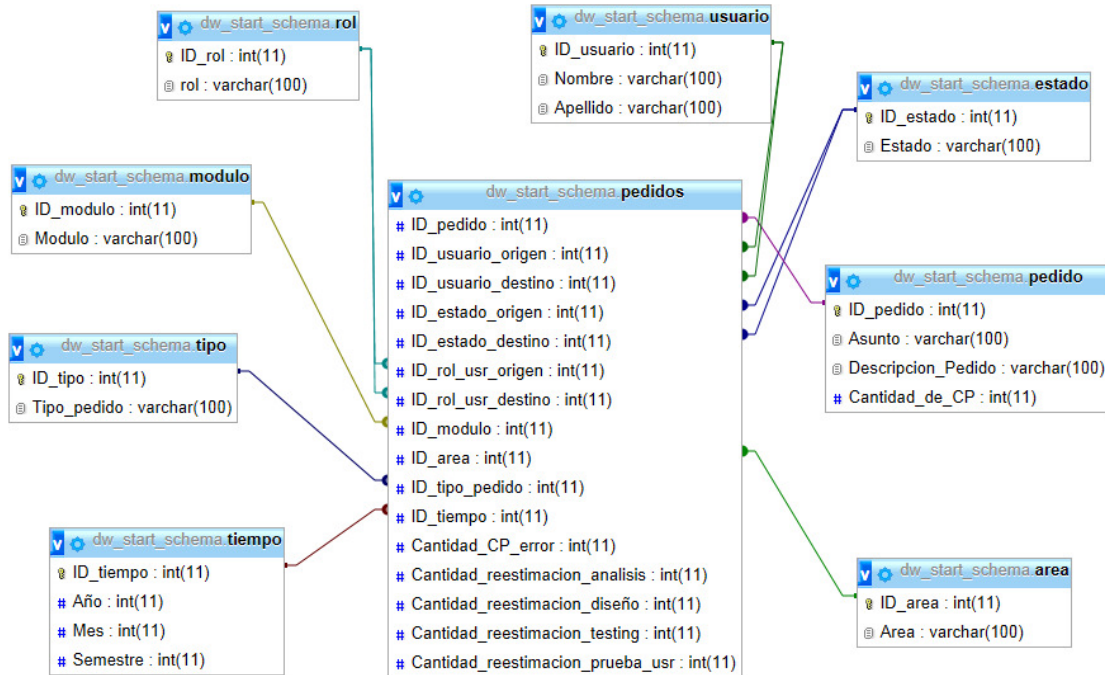 dw_start_schema.rol
ID_rol : int(11)
rol : varchar(100)
dw_start_schema.usuario
ID_usuario : int(11)
Nombre : varchar(100)
Apellido : varchar(100)
dw_start_schema.estado
ID_estado : int(11)
Estado : varchar(100)
dw_start_schema.modulo
ID_modulo : int(11)
Modulo : varchar(100)
dw_start_schema.pedidos
# ID_pedido : int(11)
# ID_usuario_origen : int(11)
# ID_usuario_destino : int(11)
# ID_estado_origen : int(11)
# ID_estado_destino : int(11)
# ID_rol_usr_origen : int(11)
# ID_rol_usr_destino : int(11)
# ID_modulo : int(11)
# ID_area : int(11)
# ID_tipo_pedido : int(11)
# ID_tiempo : int(11)
# Cantidad_CP_error : int(11)
# Cantidad_reestimacion_analisis : int(11)
# Cantidad_reestimacion_diseño : int(11)
# Cantidad_reestimacion_testing : int(11)
# Cantidad_reestimacion_prueba_usr : int(11)
dw_start_schema.pedido
ID_pedido : int(11)
Asunto : varchar(100)
Descripcion_Pedido : varchar(100)
# Cantidad_de_CP : int(11)
dw_start_schema.tipo
ID_tipo : int(11)
Tipo_pedido : varchar(100)
dw_start_schema.tiempo
ID_tiempo : int(11)
# Año : int(11)
# Mes : int(11)
# Semestre : int(11)
dw_start_schema.area
ID_area : int(11)
Area : varchar(100)